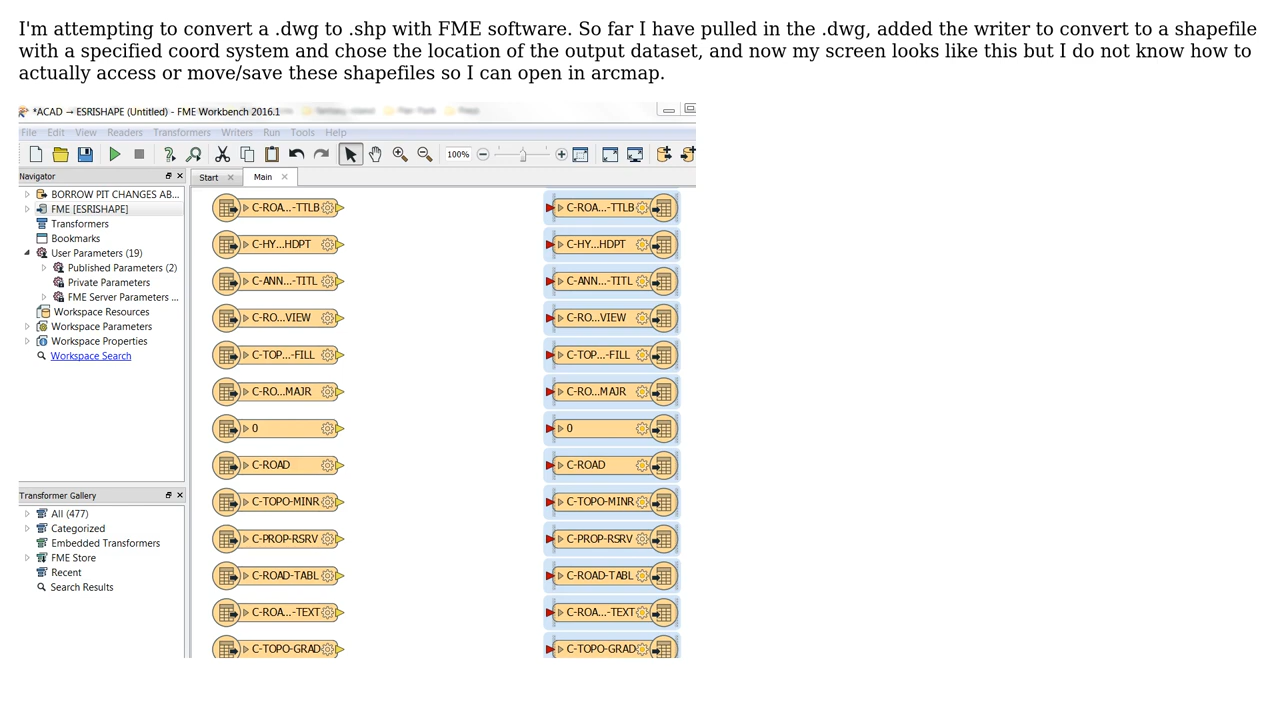 I'm attempting to convert a .dwg to .shp with FME software. So far I have pulled in the .dwg, added the writer to convert to a shapefile
with a specified coord system and chose the location of the output dataset, and now my screen looks like this but I do not know how to
actually access or move/save these shapefiles so I can open in arcmap.
*ACAD → ESRISHAPE (Untitled) - FME Workbench 2016.1
File Edit View Readers Transformers Writers Run Tools Help
100%
Navigator
Start Main
BORROW PIT CHANGES AB...
FME [ESRISHAPE]
Transformers
Bookmarks
User Parameters (19)
Published Parameters (2)
Private Parameters
FME Server Parameters ...
Workspace Resources
Workspace Parameters
Workspace Properties
Workspace Search
Transformer Gallery
All (477)
Categorized
Embedded Transformers
FME Store
Recent
Search Results
C-ROA...-TTLB C-ROA...-TTLB
C-HY...HDPT C-HY...HDPT
C-ANN...-TITL C-ANN...-TITL
C-RO...VIEW C-RO...VIEW
C-TOP...-FILL C-TOP...-FILL
C-RO...MAJR C-RO...MAJR
0 0
C-ROAD C-ROAD
C-TOPO-MINR C-TOPO-MINR
C-PROP-RSRV C-PROP-RSRV
C-ROAD-TABL C-ROAD-TABL
C-ROA...-TEXT C-ROA...-TEXT
C-TOPO-GRAD C-TOPO-GRAD